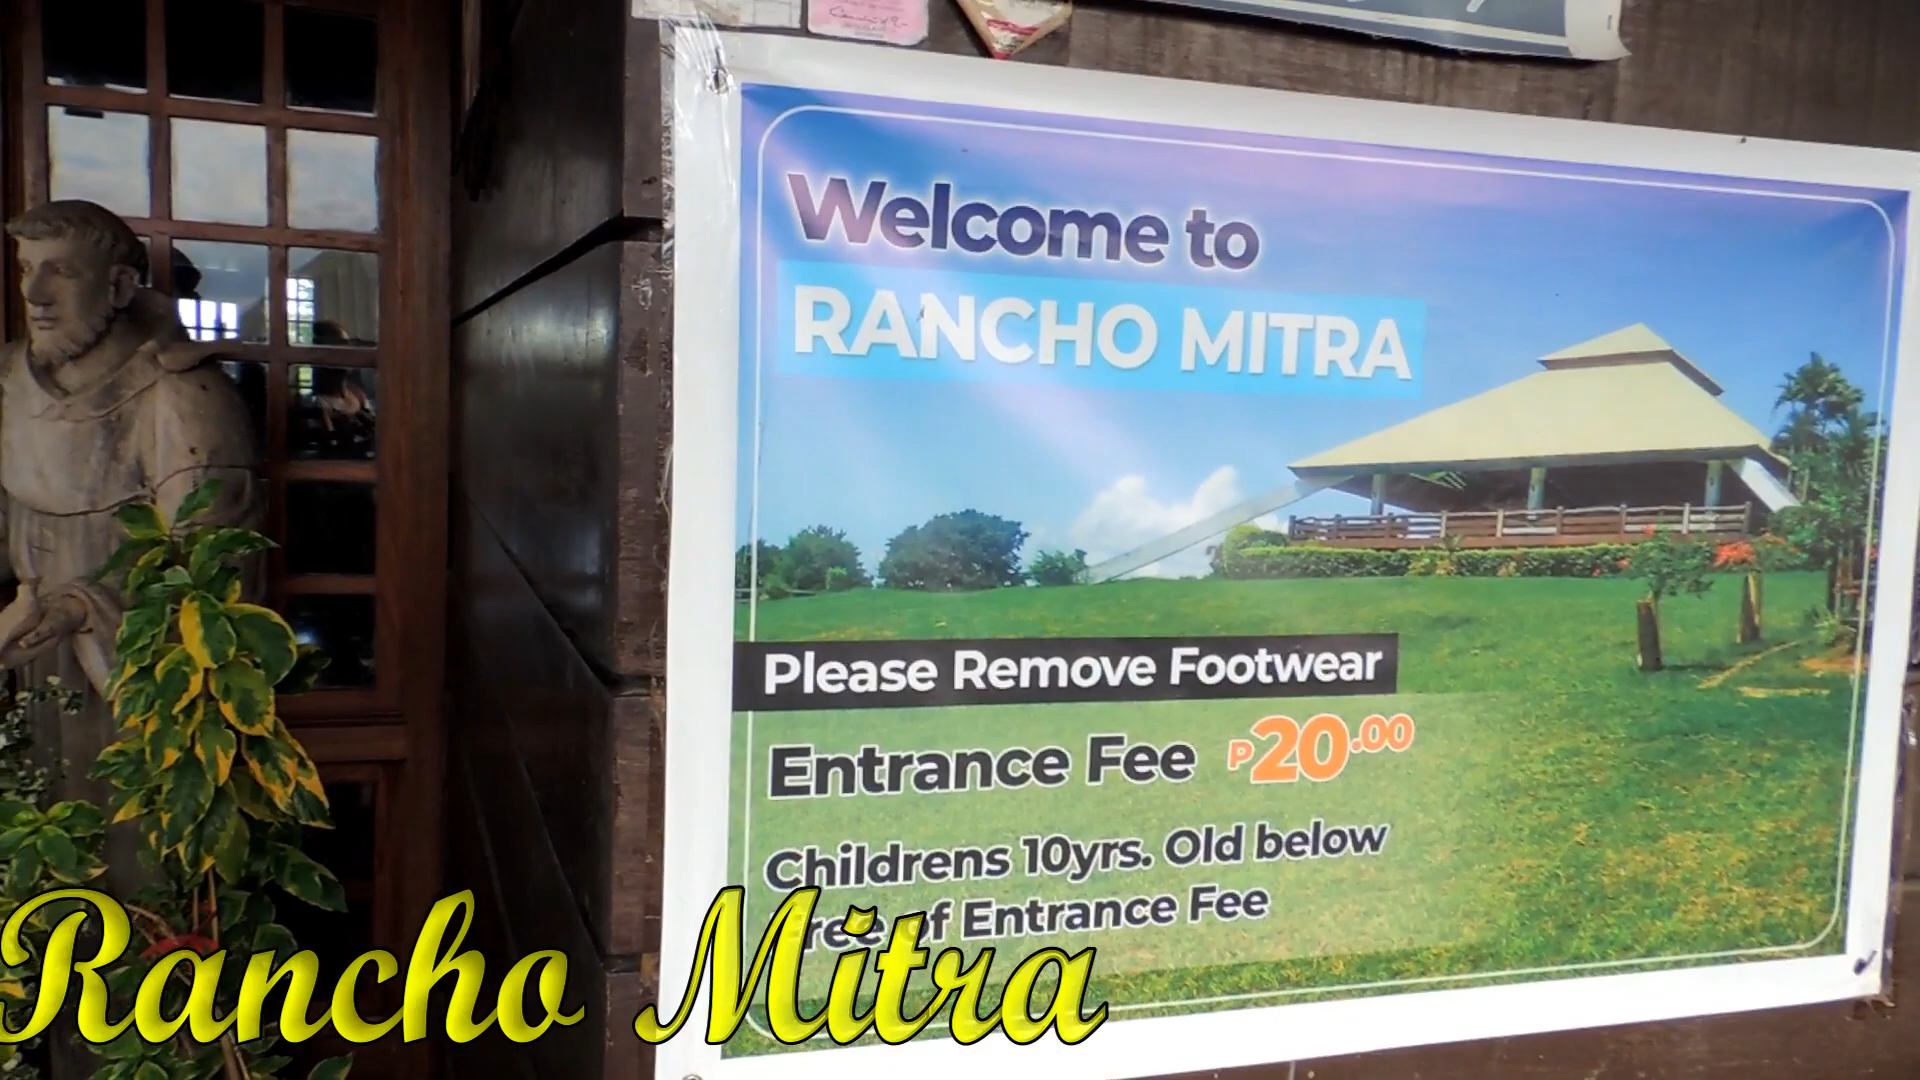 Welcome to
RANCHO MITRA
Please Remove Footwear
Entrance Fee P20.00
Childrens 10yrs. Old below
Free of Entrance Fee
Rancho Mitra